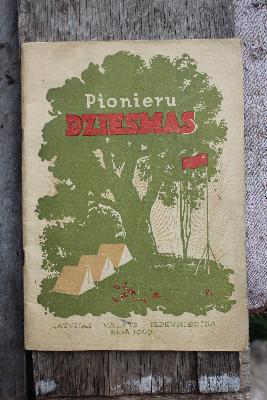 Pionieru
DZIESMAS
LATVIJAS VALSTS IZDEVNIECĪBA
RĪGĀ 1949